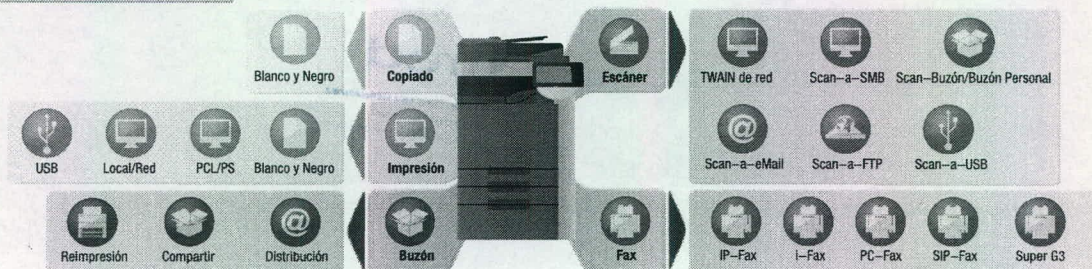 Blanco y Negro
Copiado
Escáner
TWAIN de red
Scan-a-SMB
Scan-Buzón/Buzón Personal
USB
Local/Red
PCL/PS
Blanco y Negro
Impresión
Scan-a-eMail
Scan-a-FTP
Scan-a-USB
Reimpresión
Compartir
Distribución
Buzón
Fax
IP-Fax
I-Fax
PC-Fax
SIP-Fax
Super G3